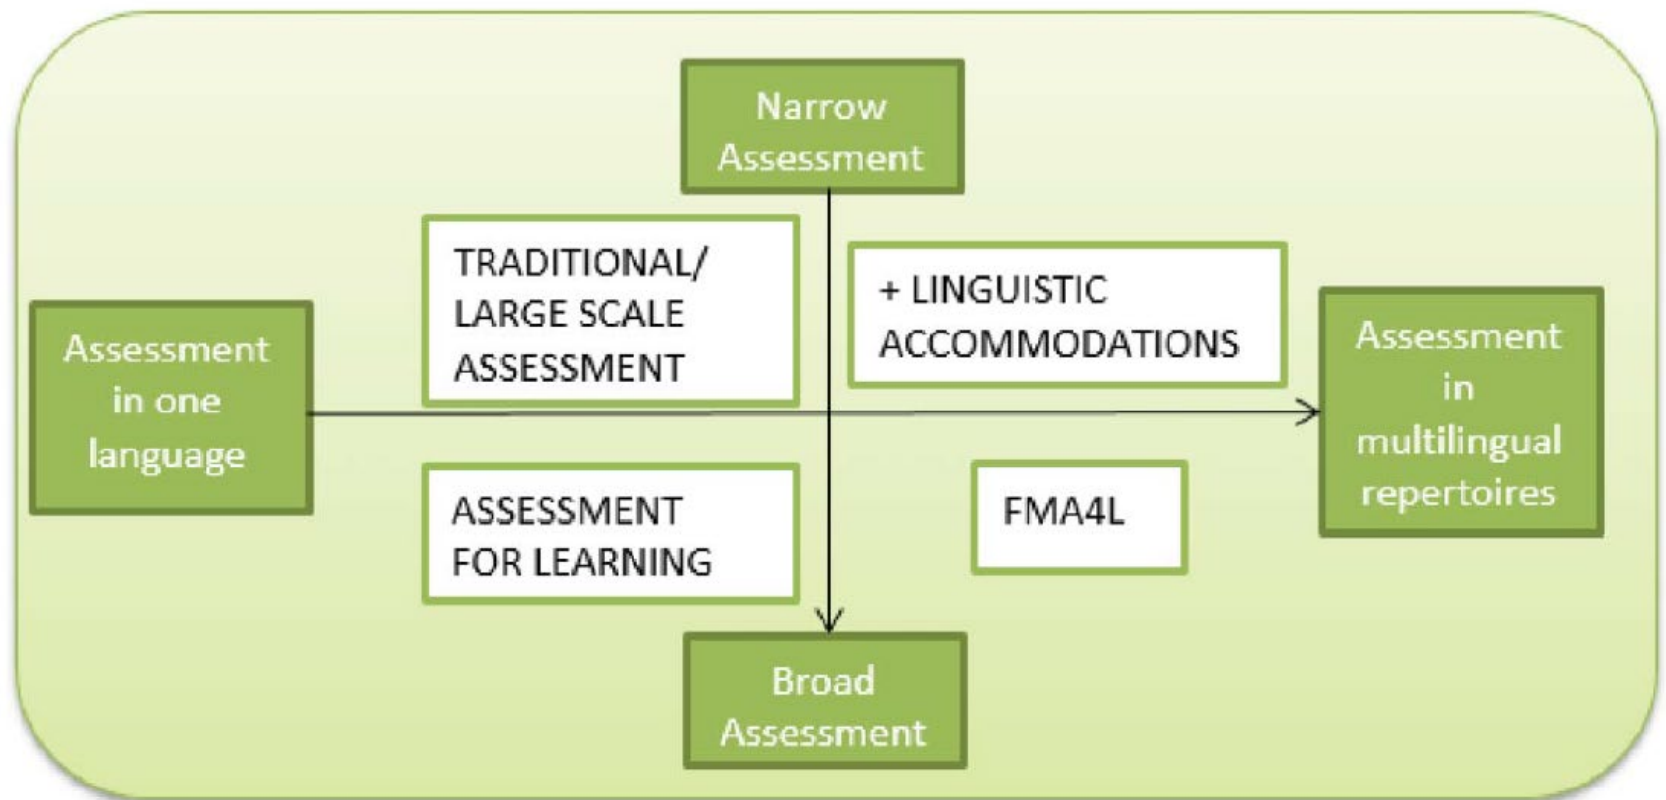 Narrow
Assessment
TRADITIONAL/
LARGE SCALE
ASSESSMENT
+ LINGUISTIC
ACCOMMODATIONS
Assessment
in one
language
Assessment
in
multilingual
repertoires
ASSESSMENT
FOR LEARNING
FMA4L
Broad
Assessment